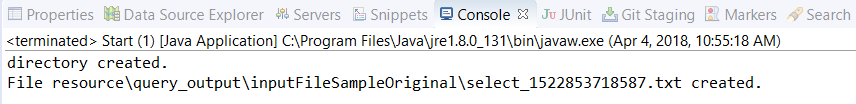 Properties Data Source Explorer Servers Snippets Console JUnit Git Staging Markers Search
<terminated> Start (1) [Java Application] C:\Program Files\Java\jre1.8.0_131\bin\javaw.exe (Apr 4, 2018, 10:55:18 AM)
directory created.
File resource\query_output\inputFileSampleOriginal\select_1522853718587.txt created.